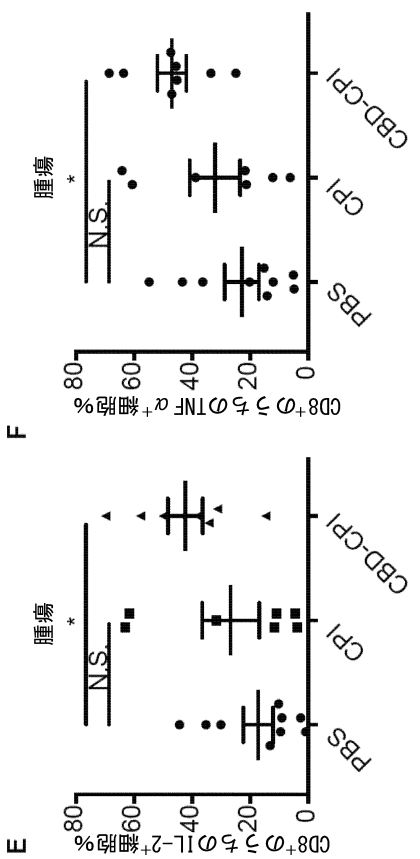 E
腫瘍
*
N.S.
CD8⁺のうちのIL-2⁺細胞%
80
60
40
20
0
PBS
CPI
CBD-CPI
F
腫瘍
*
N.S.
CD8⁺のうちのTNFα⁺細胞%
80
60
40
20
0
PBS
CPI
CBD-CPI